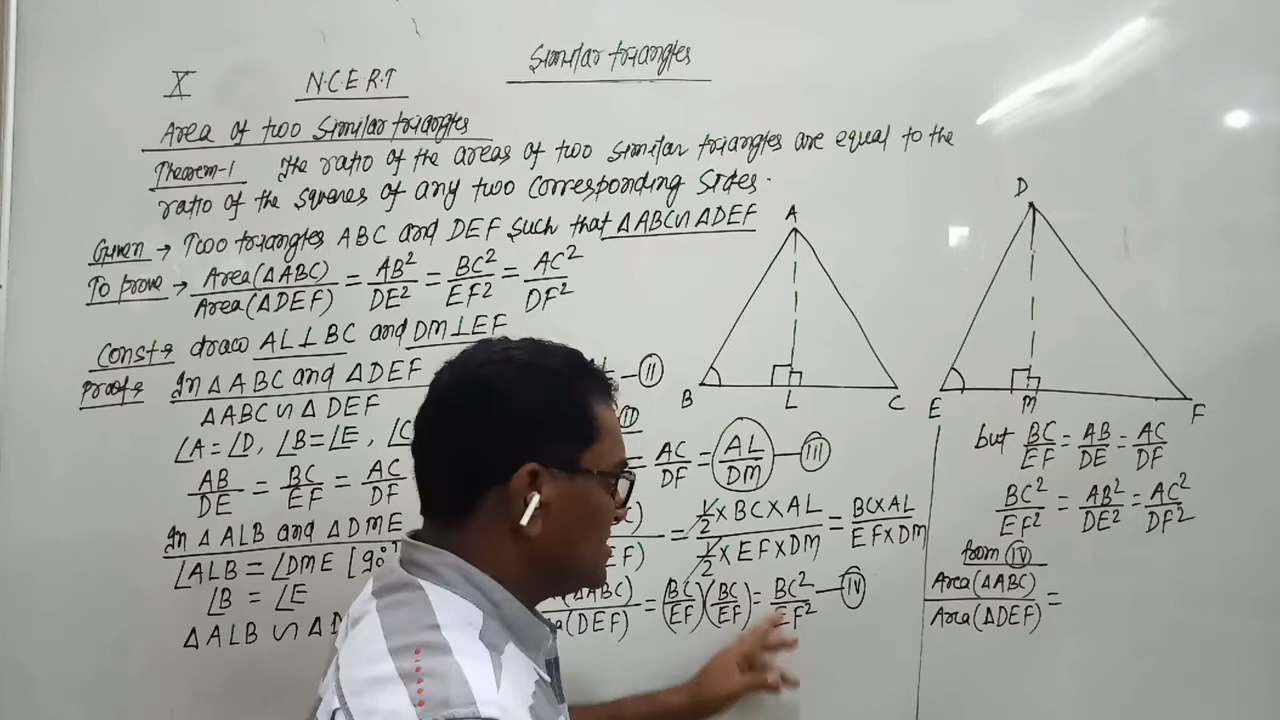 Similar triangles
X N.C.E.R.T
Area of two Similar triangles
Theorem-1 The ratio of the areas of two similar triangles are equal to the
ratio of the squares of any two corresponding sides.
Given → Two triangles ABC and DEF such that △ABC ∽ △DEF
To prove → Area(△ABC)/Area(△DEF) = AB²/DE² = BC²/EF² = AC²/DF²
Const → draw AL⊥BC and DM⊥EF
Proof → In △ABC and △DEF
△ABC ∽ △DEF
∠A=∠D, ∠B=∠E, ∠C
AB/DE = BC/EF = AC/DF
In △ALB and △DME
∠ALB = ∠DME [90°
∠B = ∠E
△ALB ∽ △D
— II
= AC/DF = AL/DM — III
= ½×BC×AL / ½×EF×DM = BC×AL / EF×DM
(△ABC)/(DEF) = (BC/EF)(BC/EF) = BC²/EF² — IV
A
B L C
D
E M F
but BC/EF = AB/DE = AC/DF
BC²/EF² = AB²/DE² = AC²/DF²
from IV
Area(△ABC)/Area(△DEF) =